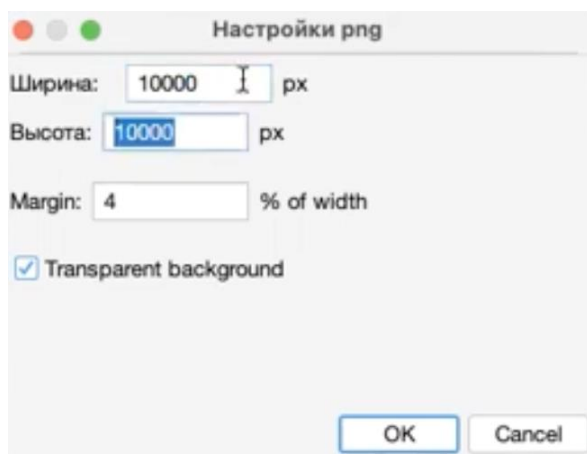 Настройки png
Ширина: 10000 px
Высота: 10000 px
Margin: 4 % of width
Transparent background
OK Cancel